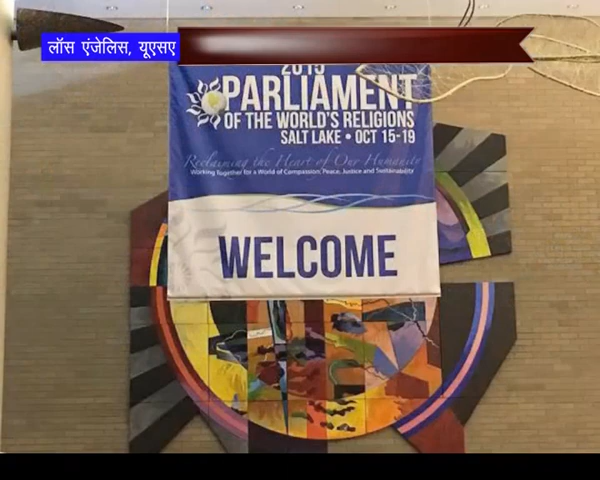 लॉस एंजेलिस, यूएसए
2015
PARLIAMENT
OF THE WORLD'S RELIGIONS
SALT LAKE • OCT 15-19
Reclaiming the Heart of Our Humanity
Working Together for a World of Compassion, Peace, Justice and Sustainability
WELCOME